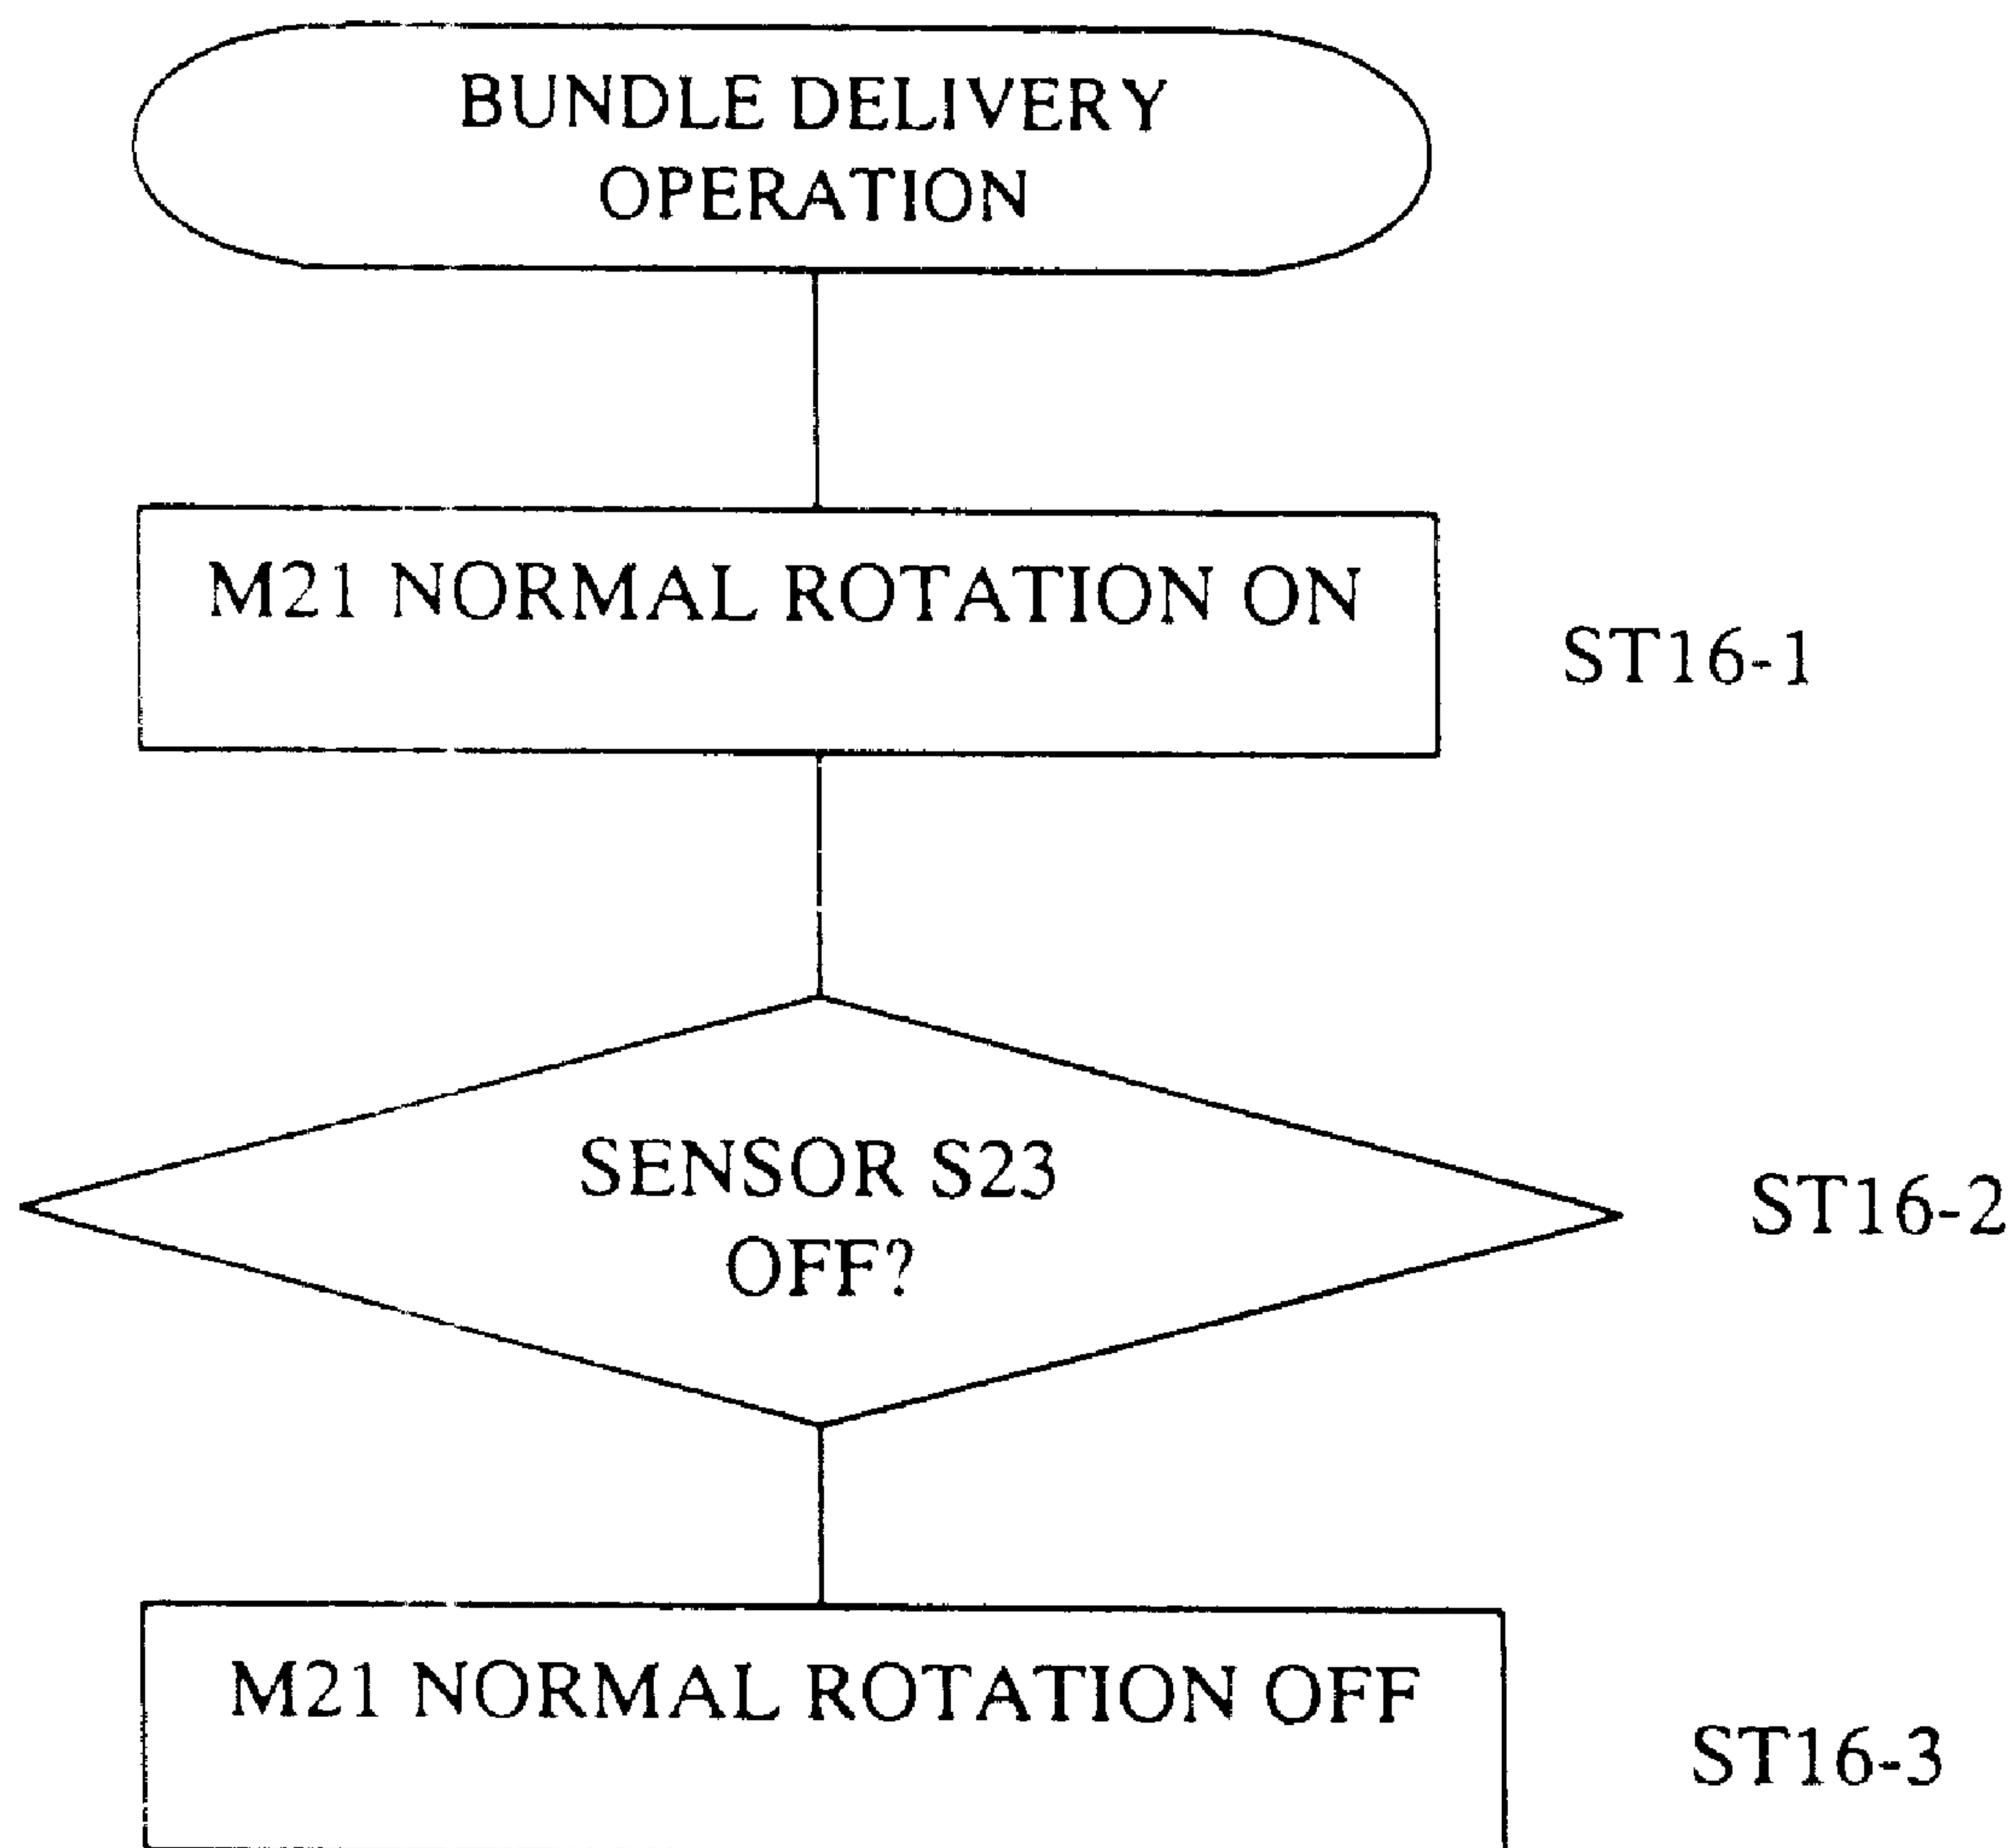 BUNDLE DELIVERY
OPERATION
M21 NORMAL ROTATION ON
ST16-1
SENSOR S23
OFF?
ST16-2
M21 NORMAL ROTATION OFF
ST16-3